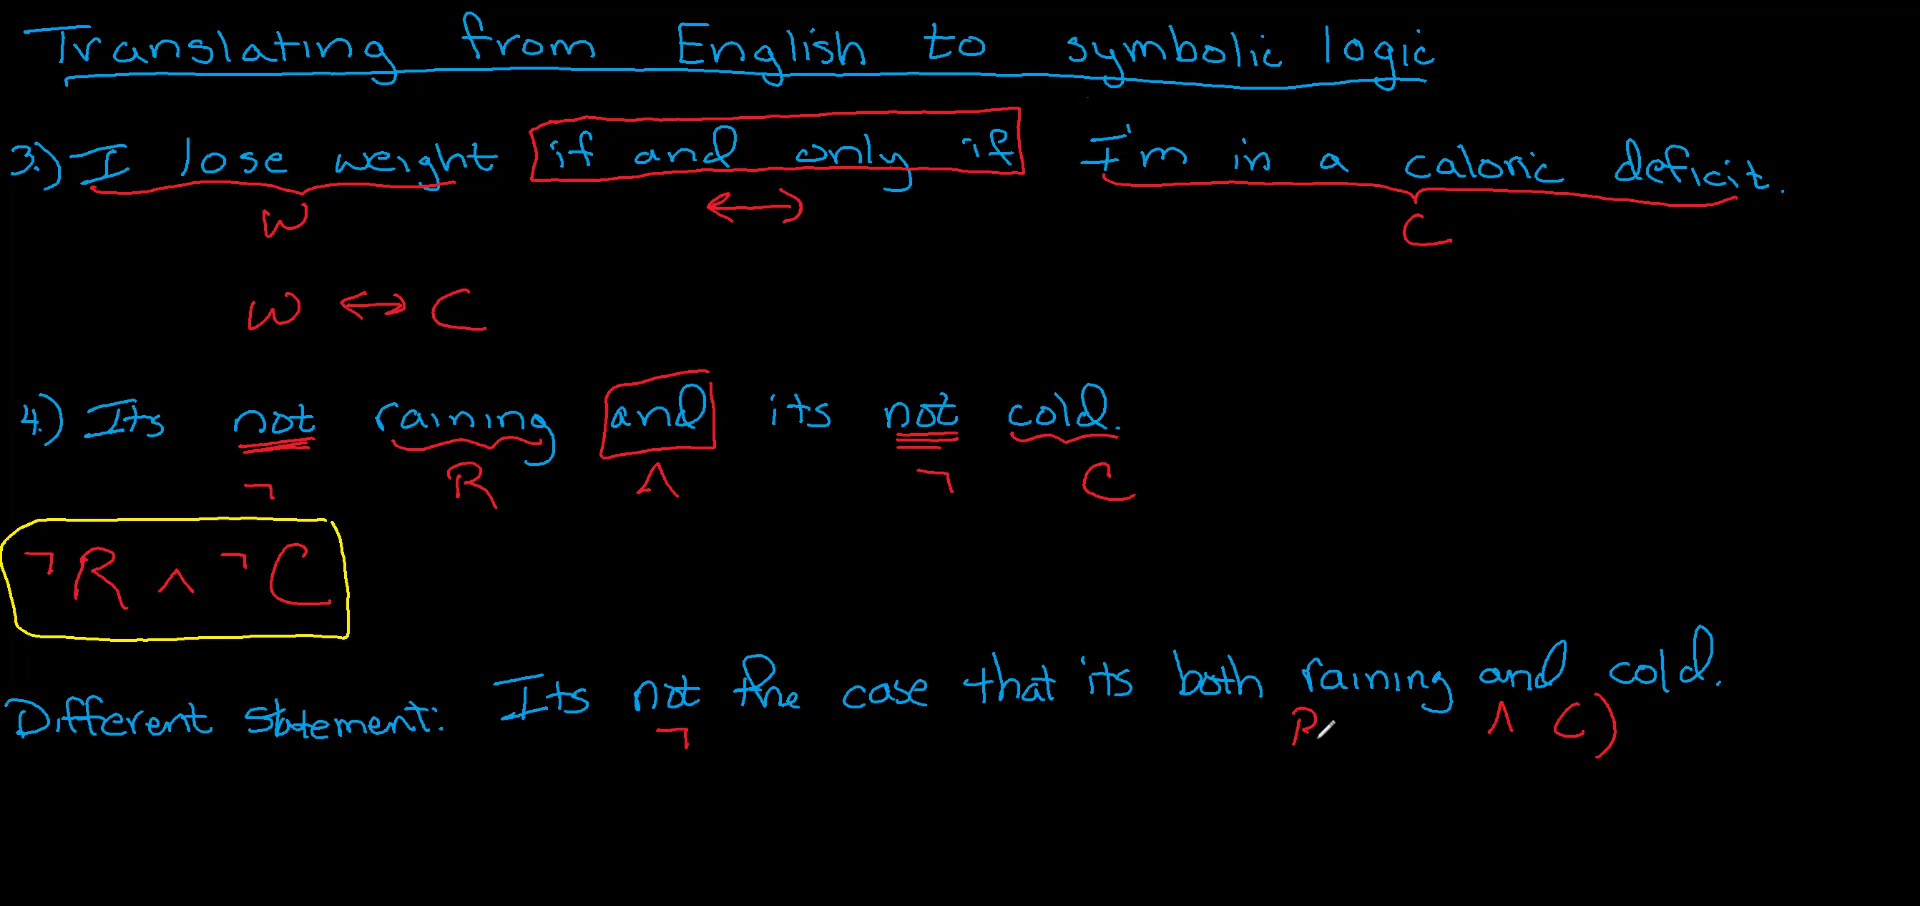 Translating from English to symbolic logic
3.) I lose weight if and only if I'm in a caloric deficit.
W ↔ C
W ↔ C
4.) Its not raining and its not cold.
¬ R ∧ ¬ C
¬R ∧ ¬C
Different statement: Its not the case that its both raining and cold.
¬ R ∧ C)